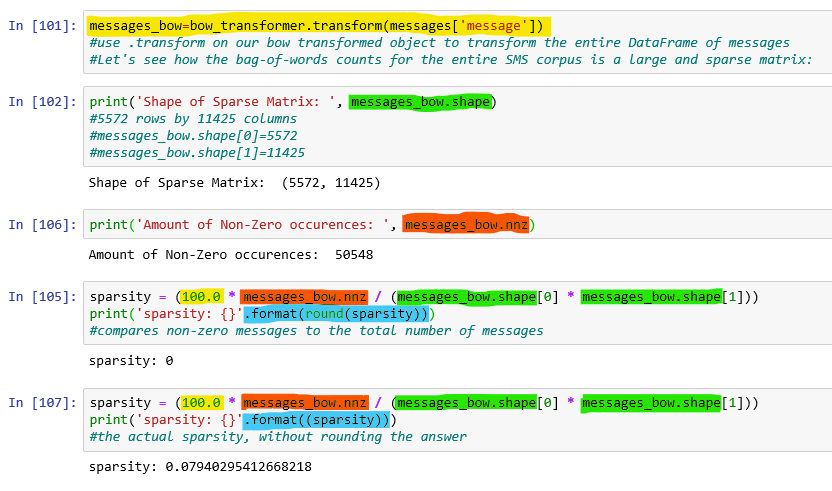 In [101]: messages_bow=bow_transformer.transform(messages['message'])
#use .transform on our bow transformed object to transform the entire DataFrame of messages
#Let's see how the bag-of-words counts for the entire SMS corpus is a large and sparse matrix:
In [102]: print('Shape of Sparse Matrix: ', messages_bow.shape)
#5572 rows by 11425 columns
#messages_bow.shape[0]=5572
#messages_bow.shape[1]=11425
Shape of Sparse Matrix:  (5572, 11425)
In [106]: print('Amount of Non-Zero occurences: ', messages_bow.nnz)
Amount of Non-Zero occurences:  50548
In [105]: sparsity = (100.0 * messages_bow.nnz / (messages_bow.shape[0] * messages_bow.shape[1]))
print('sparsity: {}'.format(round(sparsity)))
#compares non-zero messages to the total number of messages
sparsity: 0
In [107]: sparsity = (100.0 * messages_bow.nnz / (messages_bow.shape[0] * messages_bow.shape[1]))
print('sparsity: {}'.format((sparsity)))
#the actual sparsity, without rounding the answer
sparsity: 0.07940295412668218